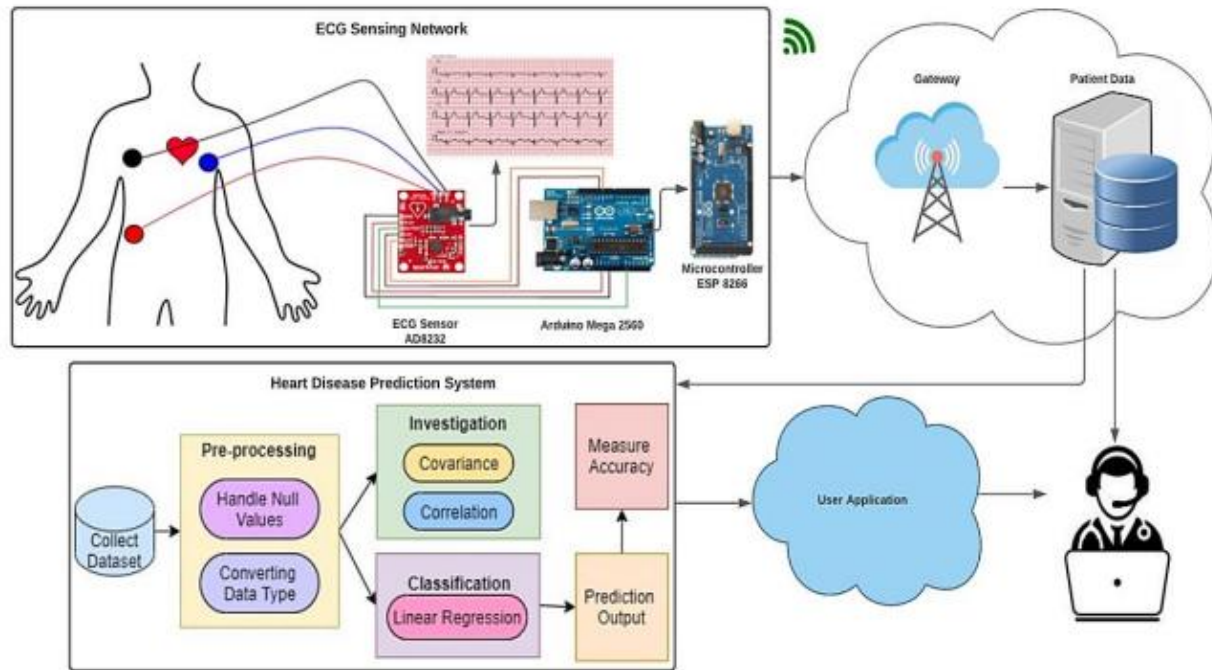 ECG Sensing Network
Gateway
Patient Data
Microcontroller
ESP 8266
ECG Sensor
AD8232
Arduino Mega 2560
Heart Disease Prediction System
Pre-processing
Handle Null
Values
Converting
Data Type
Collect
Dataset
Investigation
Covariance
Correlation
Classification
Linear Regression
Measure
Accuracy
Prediction
Output
User Application